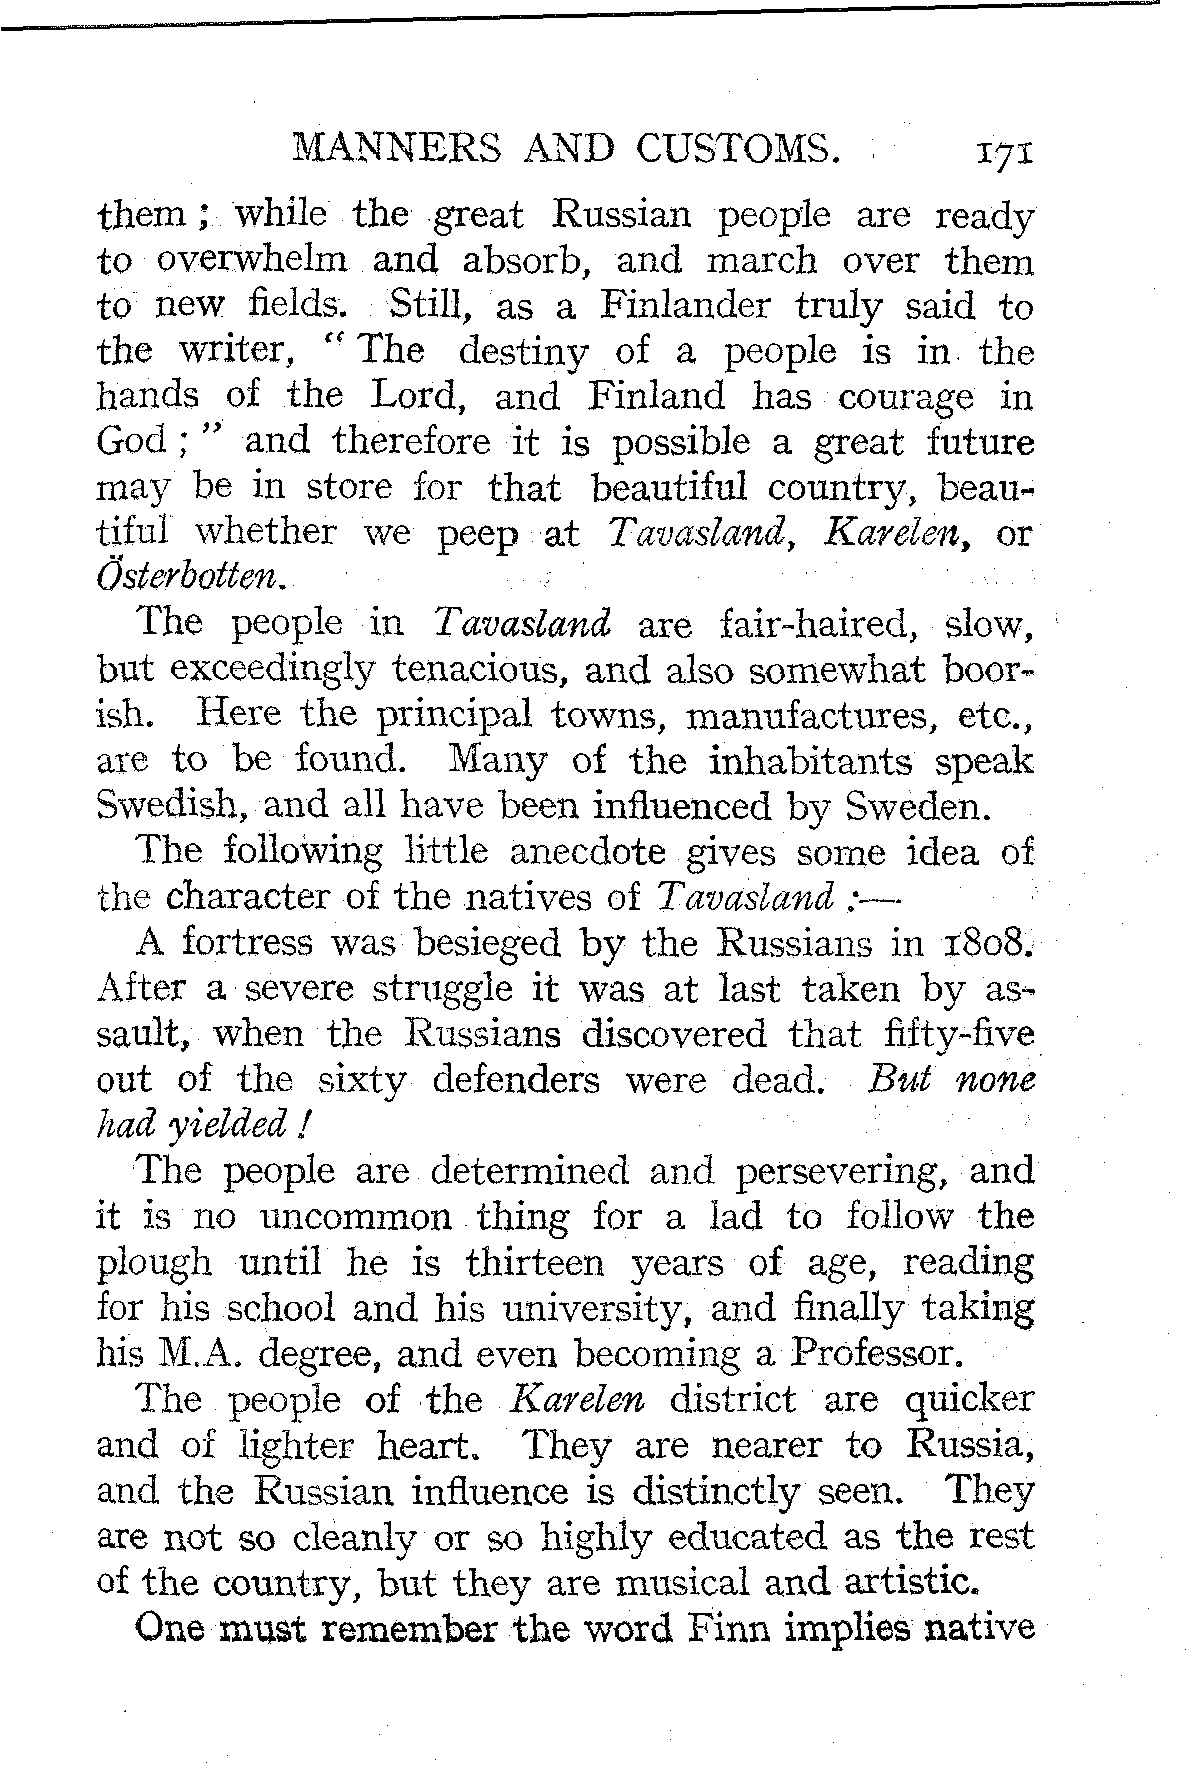 MANNERS AND CUSTOMS. 171
them ; while the great Russian people are ready
to overwhelm and absorb, and march over them
to new fields. Still, as a Finlander truly said to
the writer, “ The destiny of a people is in the
hands of the Lord, and Finland has courage in
God ; ” and therefore it is possible a great future
may be in store for that beautiful country, beau-
tiful whether we peep at Tavasland, Karelen, or
Österbotten.
The people in Tavasland are fair-haired, slow,
but exceedingly tenacious, and also somewhat boor-
ish. Here the principal towns, manufactures, etc.,
are to be found. Many of the inhabitants speak
Swedish, and all have been influenced by Sweden.
The following little anecdote gives some idea of
the character of the natives of Tavasland :—
A fortress was besieged by the Russians in 1808.
After a severe struggle it was at last taken by as-
sault, when the Russians discovered that fifty-five
out of the sixty defenders were dead. But none
had yielded !
The people are determined and persevering, and
it is no uncommon thing for a lad to follow the
plough until he is thirteen years of age, reading
for his school and his university, and finally taking
his M.A. degree, and even becoming a Professor.
The people of the Karelen district are quicker
and of lighter heart. They are nearer to Russia,
and the Russian influence is distinctly seen. They
are not so cleanly or so highly educated as the rest
of the country, but they are musical and artistic.
One must remember the word Finn implies native